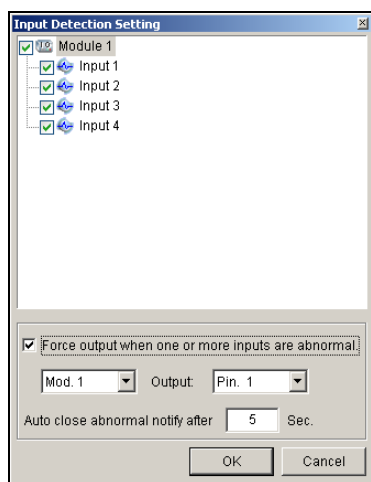 Input Detection Setting
Module 1
Input 1
Input 2
Input 3
Input 4
Force output when one or more inputs are abnormal.
Mod. 1 Output: Pin. 1
Auto close abnormal notify after 5 Sec.
OK Cancel